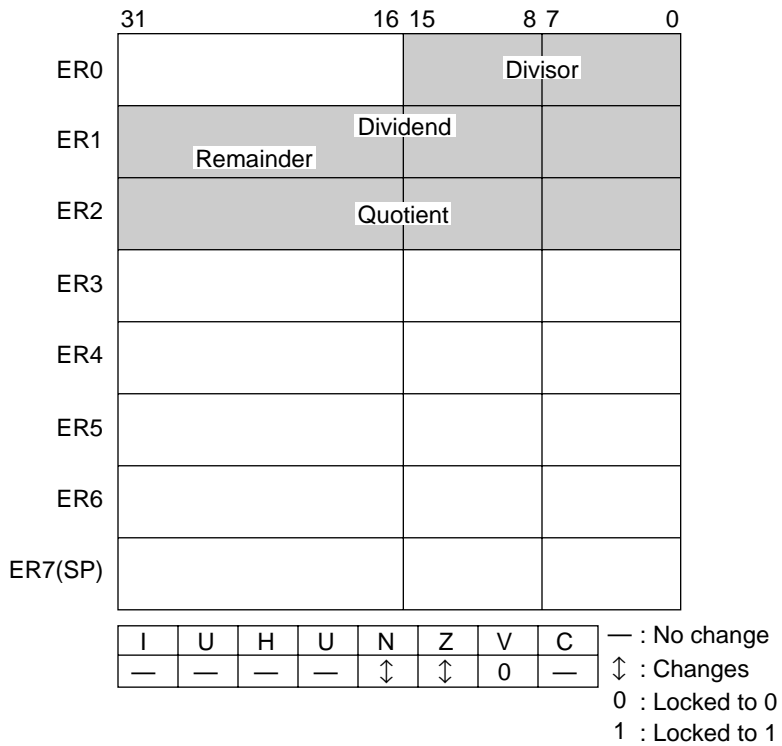 31 16 15 8 7 0
ER0 Divisor
ER1 Dividend
Remainder
ER2 Quotient
ER3
ER4
ER5
ER6
ER7(SP)
I U H U N Z V C
— — — — ↕ ↕ 0 —
— : No change
↕ : Changes
0 : Locked to 0
1 : Locked to 1